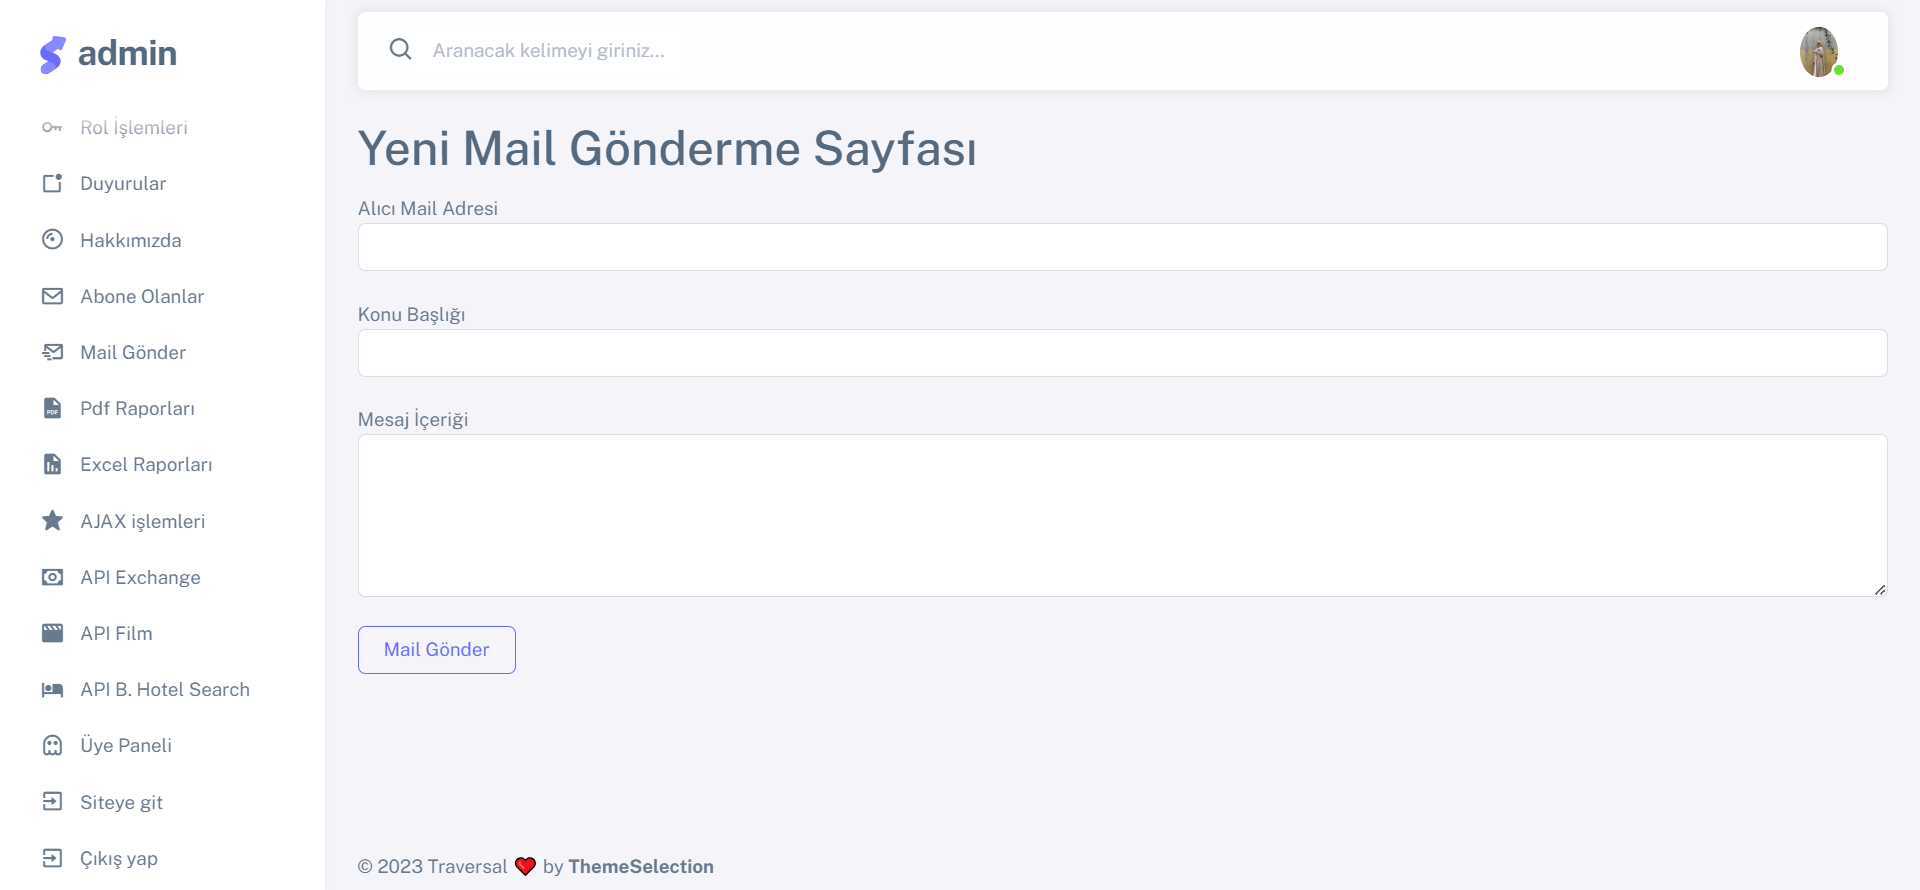 admin
Rol İşlemleri
Duyurular
Hakkımızda
Abone Olanlar
Mail Gönder
Pdf Raporları
Excel Raporları
AJAX işlemleri
API Exchange
API Film
API B. Hotel Search
Üye Paneli
Siteye git
Çıkış yap
Aranacak kelimeyi giriniz...
Yeni Mail Gönderme Sayfası
Alıcı Mail Adresi
Konu Başlığı
Mesaj İçeriği
Mail Gönder
© 2023 Traversal ❤️ by ThemeSelection